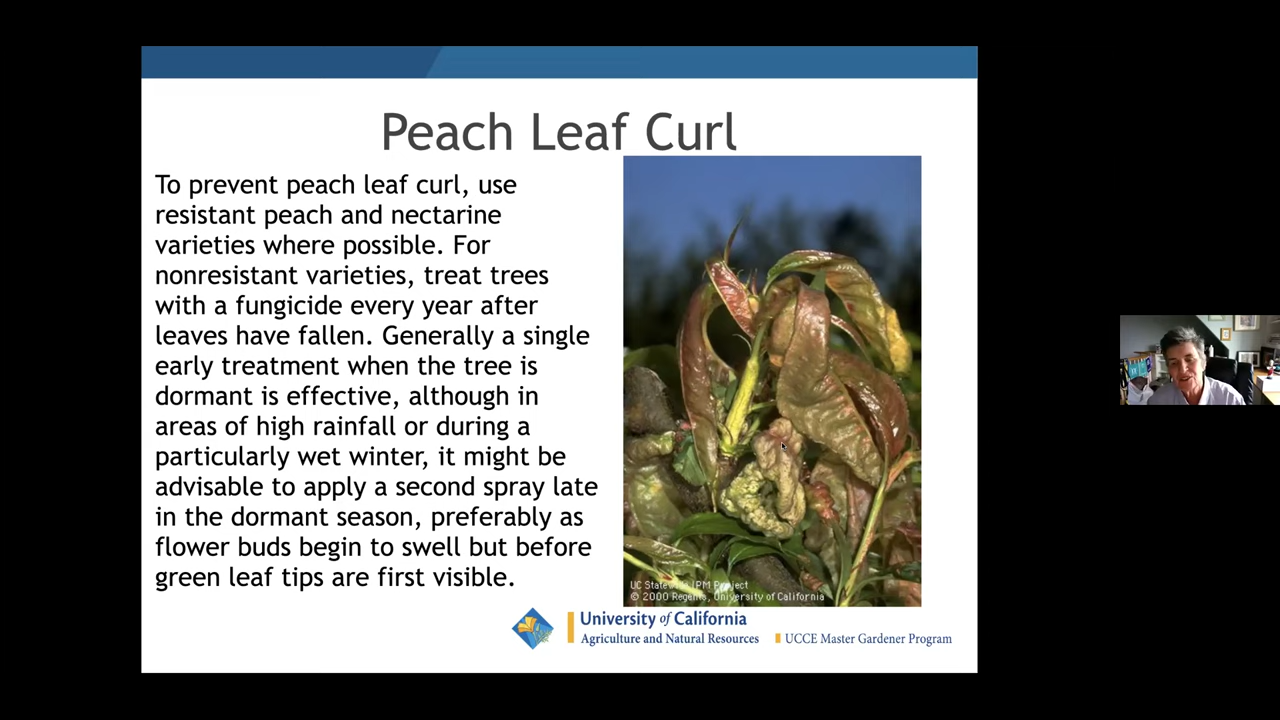 Peach Leaf Curl
To prevent peach leaf curl, use
resistant peach and nectarine
varieties where possible. For
nonresistant varieties, treat trees
with a fungicide every year after
leaves have fallen. Generally a single
early treatment when the tree is
dormant is effective, although in
areas of high rainfall or during a
particularly wet winter, it might be
advisable to apply a second spray late
in the dormant season, preferably as
flower buds begin to swell but before
green leaf tips are first visible.
UC Statewide IPM Project
© 2000 Regents, University of California
University of California
Agriculture and Natural Resources
UCCE Master Gardener Program